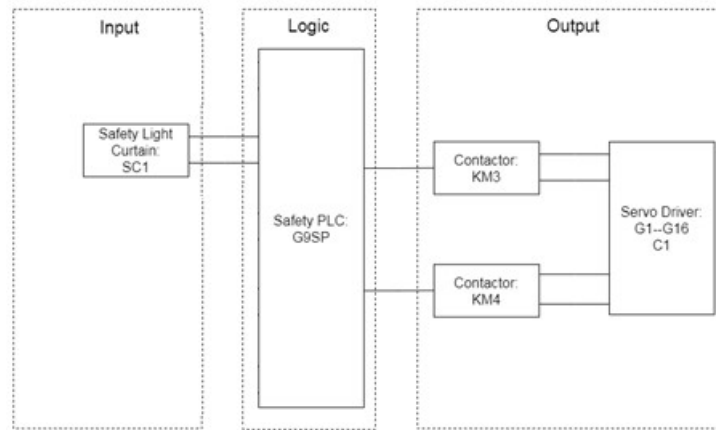 Input
Logic
Output
Safety Light
Curtain:
SC1
Safety PLC:
G9SP
Contactor:
KM3
Contactor:
KM4
Servo Driver:
G1--G16
C1